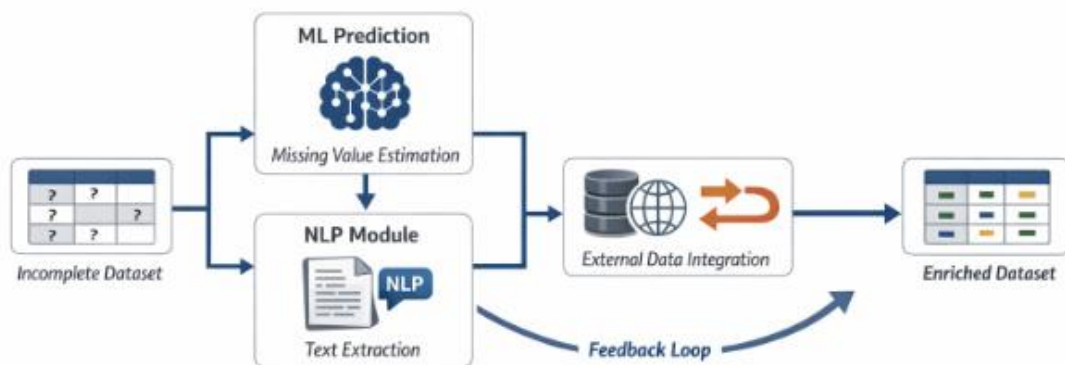 ML Prediction
Missing Value Estimation
? ?
? ?
? ?
Incomplete Dataset
NLP Module
NLP
Text Extraction
External Data Integration
Enriched Dataset
Feedback Loop